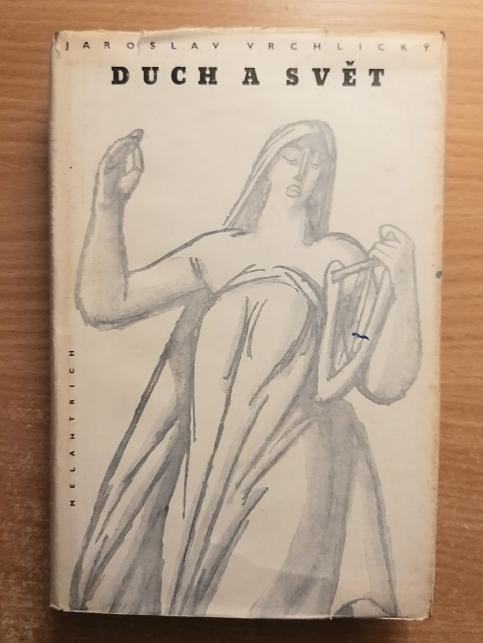 JAROSLAV VRCHLICKÝ
DUCH A SVĚT
MELANTRICH